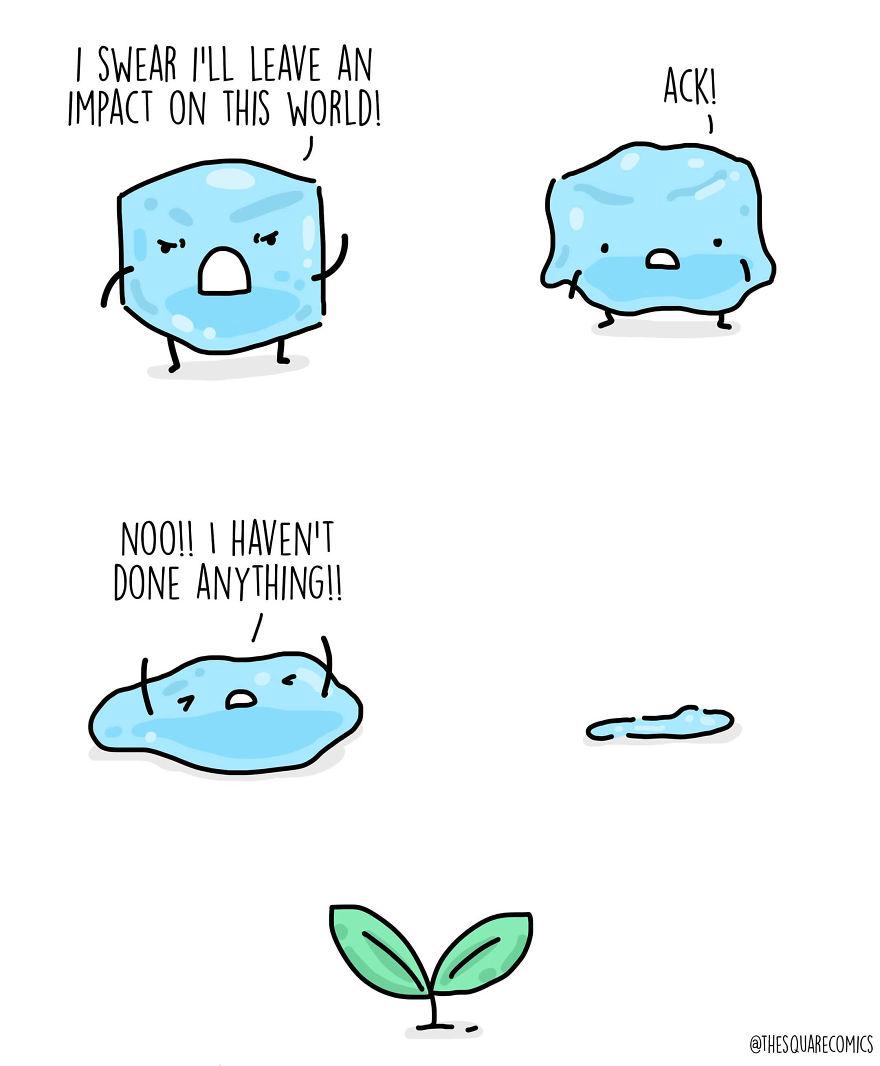 I SWEAR I'LL LEAVE AN
IMPACT ON THIS WORLD!
ACK!
NOO!! I HAVEN'T
DONE ANYTHING!!
@THESQUARECOMICS